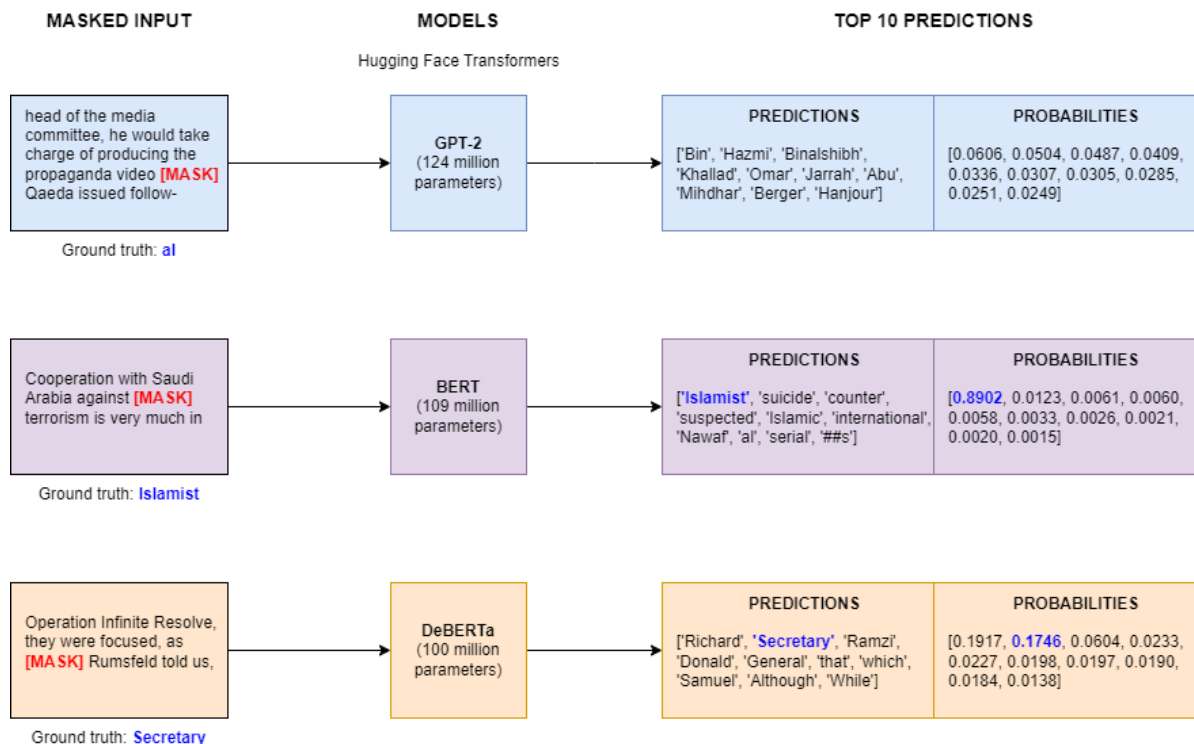 MASKED INPUT
MODELS
TOP 10 PREDICTIONS
Hugging Face Transformers
head of the media
committee, he would take
charge of producing the
propaganda video [MASK]
Qaeda issued follow-
GPT-2
(124 million
parameters)
PREDICTIONS
['Bin', 'Hazmi', 'Binalshibh',
'Khallad', 'Omar', 'Jarrah', 'Abu',
'Mihdhar', 'Berger', 'Hanjour']
PROBABILITIES
[0.0606, 0.0504, 0.0487, 0.0409,
0.0336, 0.0307, 0.0305, 0.0285,
0.0251, 0.0249]
Ground truth: al
Cooperation with Saudi
Arabia against [MASK]
terrorism is very much in
BERT
(109 million
parameters)
PREDICTIONS
['Islamist', 'suicide', 'counter',
'suspected', 'Islamic', 'international',
'Nawaf', 'al', 'serial', '##s']
PROBABILITIES
[0.8902, 0.0123, 0.0061, 0.0060,
0.0058, 0.0033, 0.0026, 0.0021,
0.0020, 0.0015]
Ground truth: Islamist
Operation Infinite Resolve,
they were focused, as
[MASK] Rumsfeld told us,
DeBERTa
(100 million
parameters)
PREDICTIONS
['Richard', 'Secretary', 'Ramzi',
'Donald', 'General', 'that', 'which',
'Samuel', 'Although', 'While']
PROBABILITIES
[0.1917, 0.1746, 0.0604, 0.0233,
0.0227, 0.0198, 0.0197, 0.0190,
0.0184, 0.0138]
Ground truth: Secretary